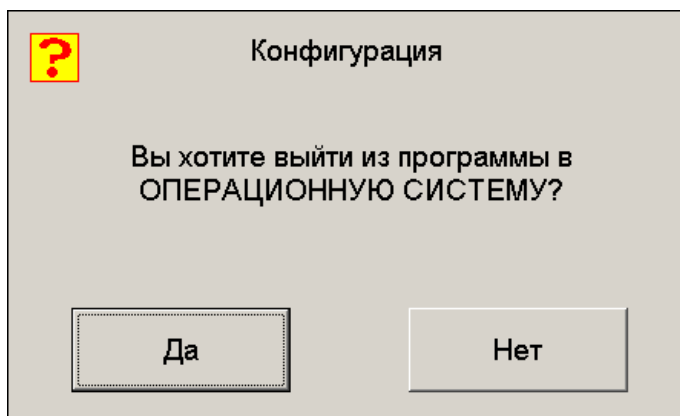 Конфигурация
Вы хотите выйти из программы в
ОПЕРАЦИОННУЮ СИСТЕМУ?
Да
Нет